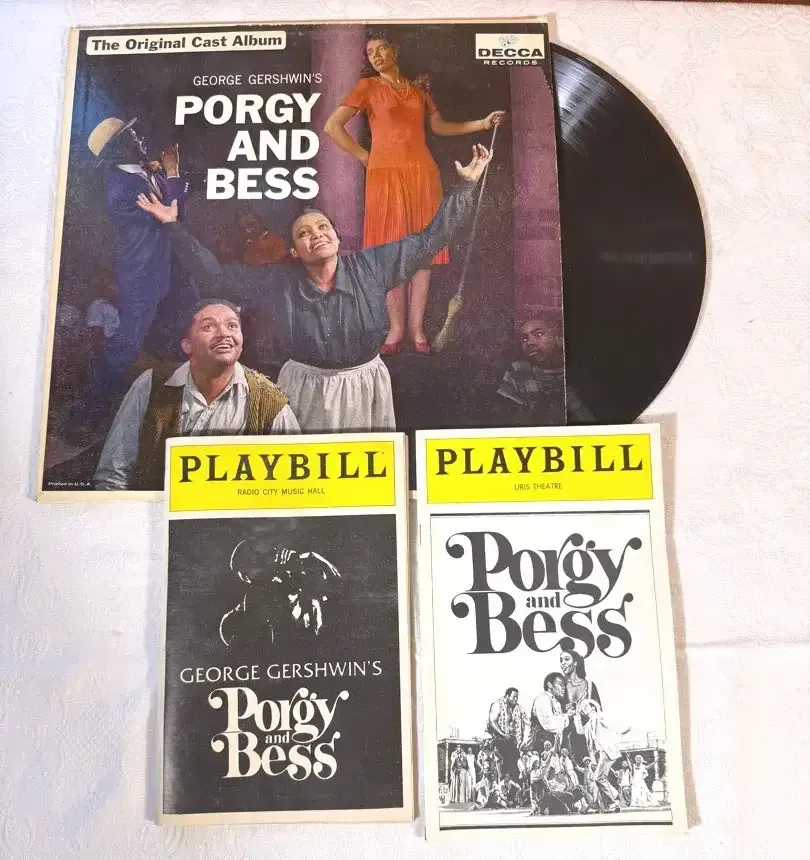 The Original Cast Album
DECCA
RECORDS
GEORGE GERSHWIN'S
PORGY
AND
BESS
Printed in U.S.A.
PLAYBILL
RADIO CITY MUSIC HALL
GEORGE GERSHWIN'S
Porgy
and
Bess
PLAYBILL
URIS THEATRE
Porgy
and
Bess